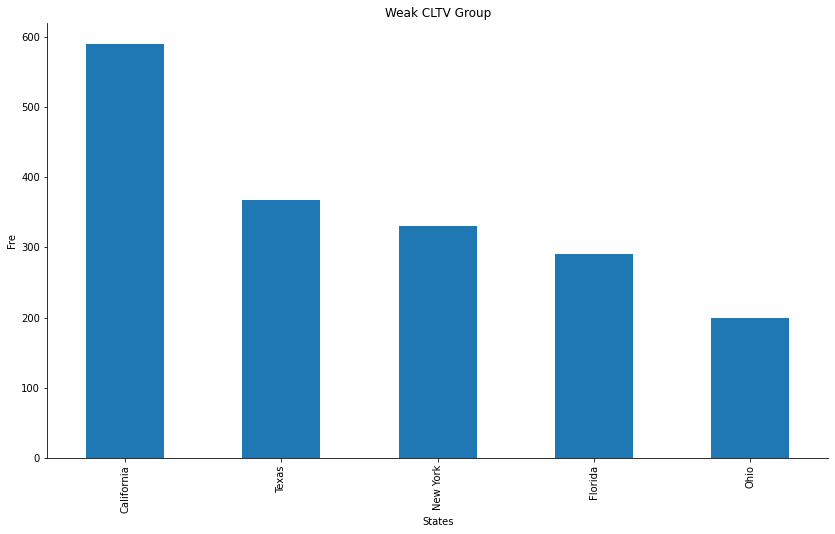 Weak CLTV Group
600
500
400
300
200
100
0
Fre
California
Texas
New York
Florida
Ohio
States